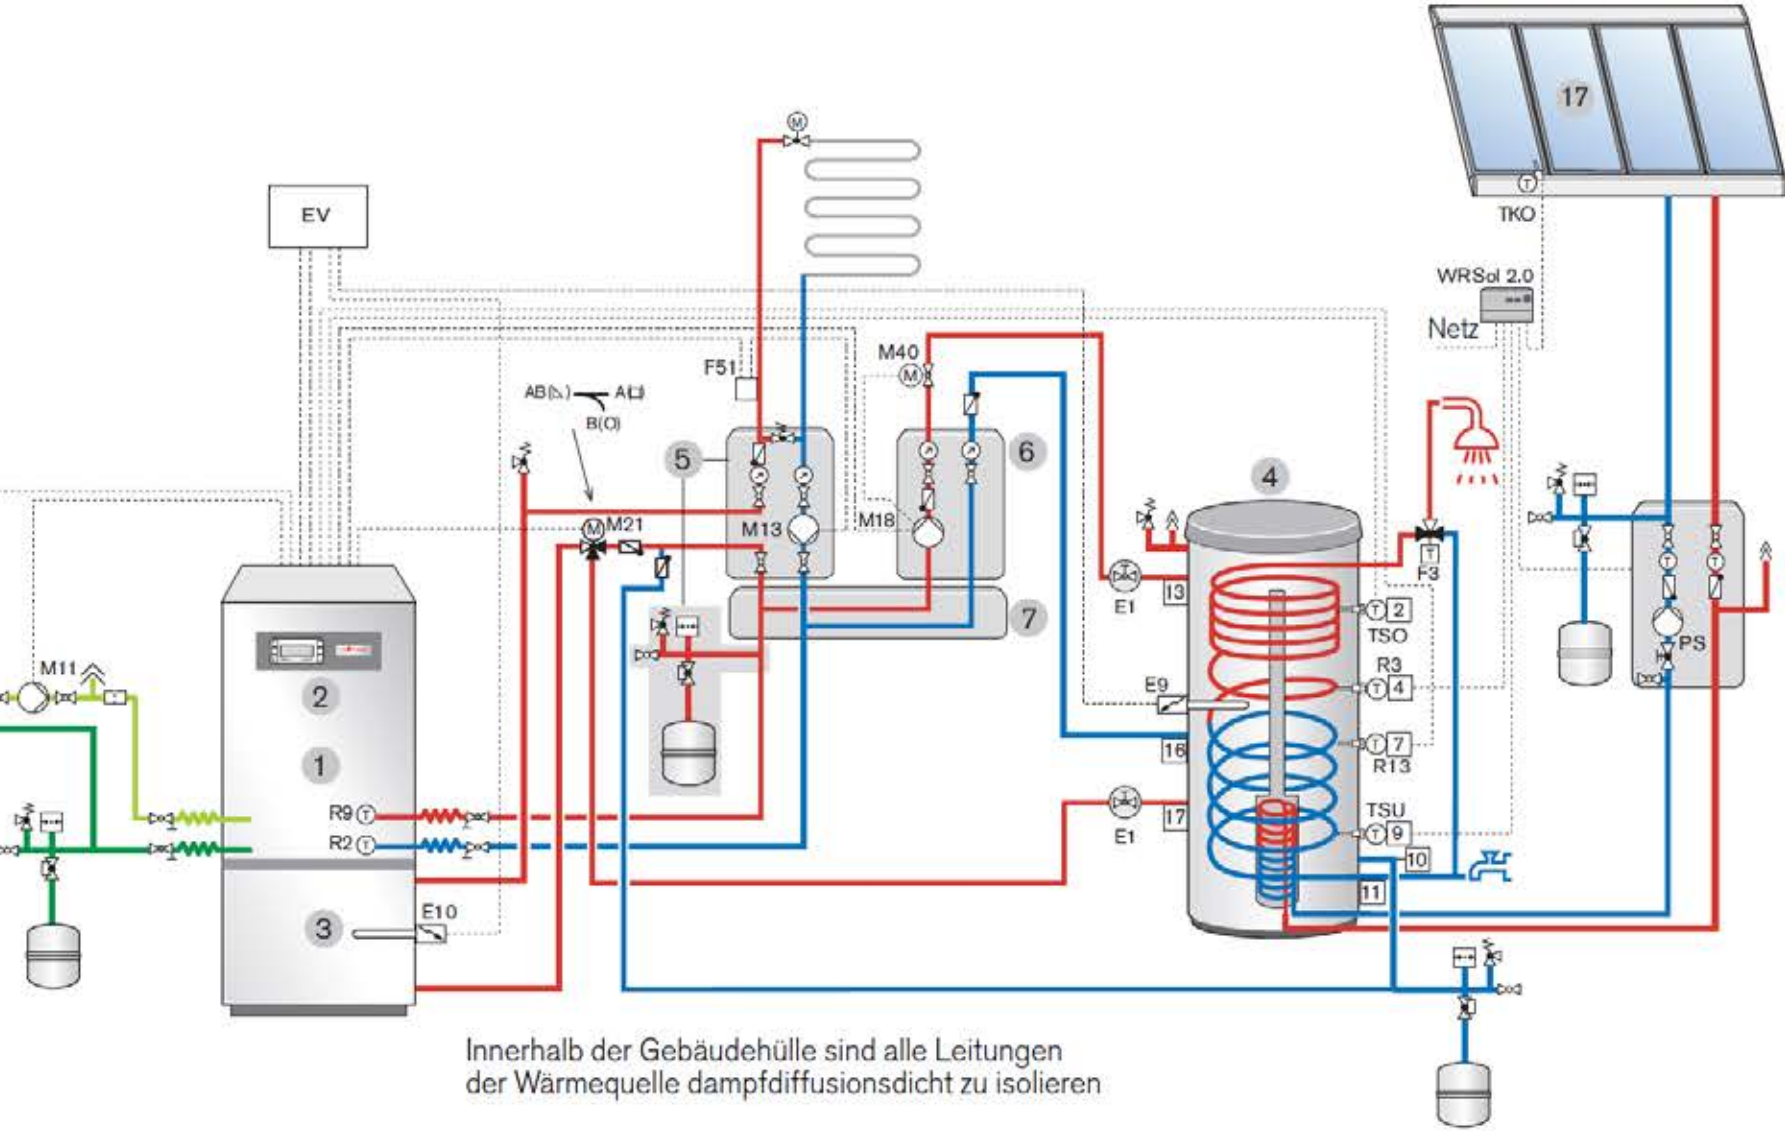 17
M
EV
TKO
WRSol 2.0
Netz
M40
M
F51
AB(◺) A(□)
B(O)
5
6
4
M
M21
M13
M18
T
F3
E1
13
7
T 2
TSO
PS
M11
2
R3
T 4
E9
1
16
T 7
R13
R9 T
R2 T
17
E1
TSU
T 9
10
11
3
E10
Innerhalb der Gebäudehülle sind alle Leitungen
der Wärmequelle dampfdiffusionsdicht zu isolieren